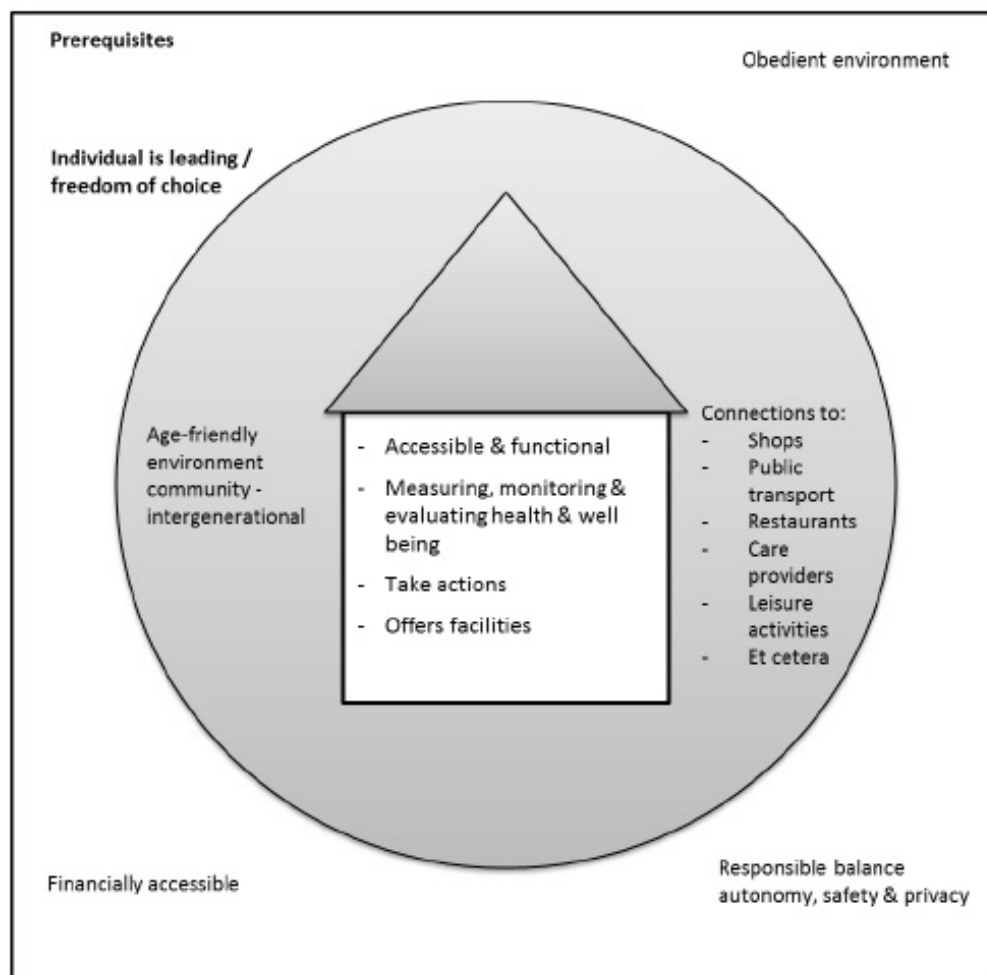 Prerequisites
Obedient environment
Individual is leading /
freedom of choice
Age-friendly
environment
community -
intergenerational
- Accessible & functional
- Measuring, monitoring &
evaluating health & well
being
- Take actions
- Offers facilities
Connections to:
- Shops
- Public
transport
- Restaurants
- Care
providers
- Leisure
activities
- Et cetera
Financially accessible
Responsible balance
autonomy, safety & privacy